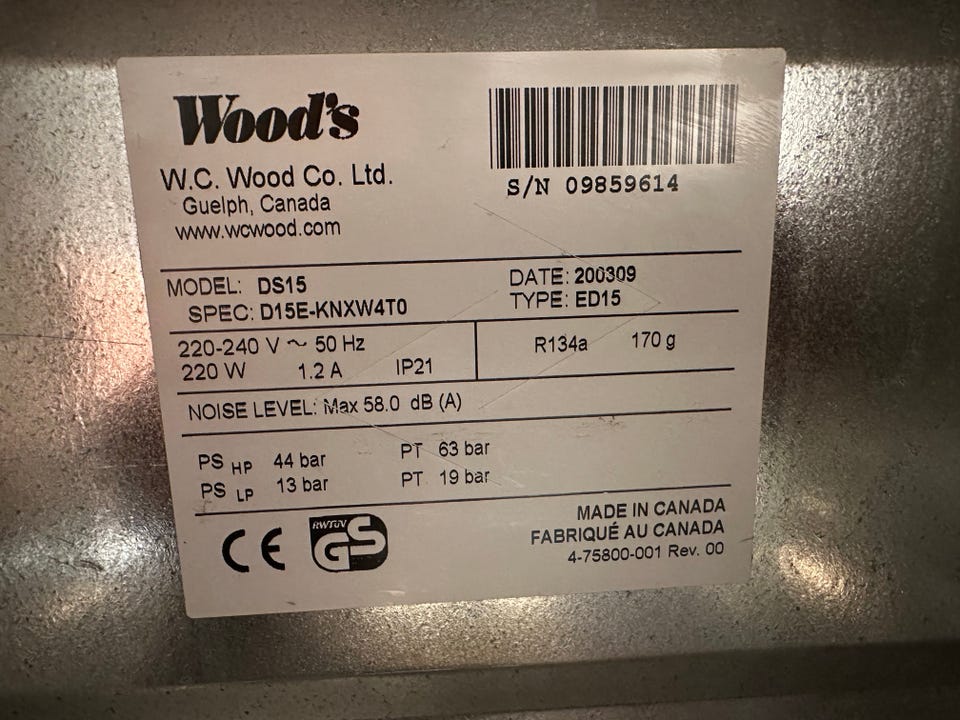 Wood's
W.C. Wood Co. Ltd.
Guelph, Canada
www.wcwood.com
S/N 09859614
MODEL: DS15
SPEC: D15E-KNXW4T0
DATE: 200309
TYPE: ED15
220-240 V ~ 50 Hz
220 W 1.2 A IP21
R134a 170 g
NOISE LEVEL: Max 58.0 dB (A)
PS HP 44 bar PT 63 bar
PS LP 13 bar PT 19 bar
CE
RWTÜV
GS
MADE IN CANADA
FABRIQUÉ AU CANADA
4-75800-001 Rev. 00